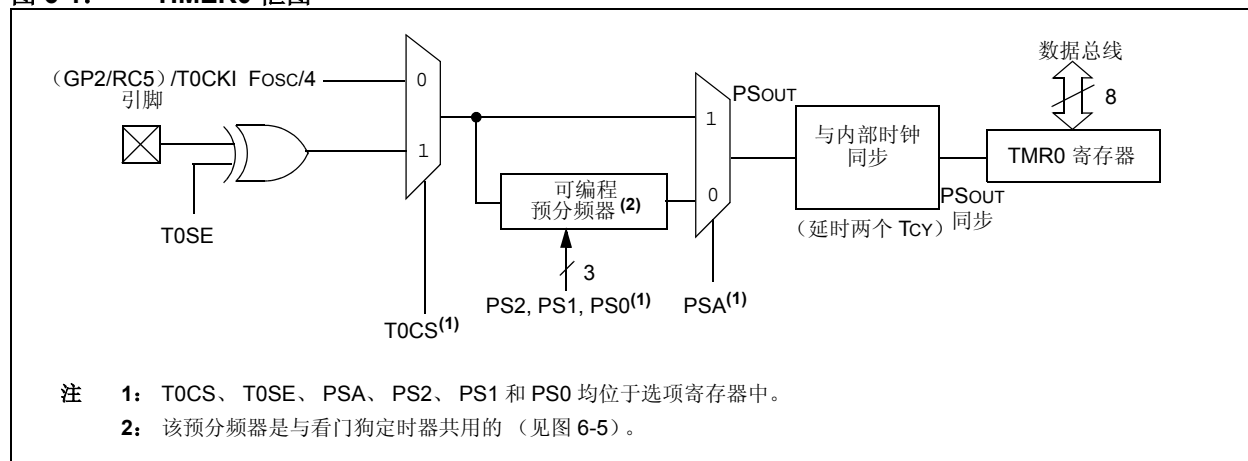 (GP2/RC5)/T0CKI FOSC/4
引脚
T0SE
0
1
T0CS(1)
可编程
预分频器(2)
3
PS2, PS1, PS0(1)
1
0
PSA(1)
PSOUT
与内部时钟
同步
(延时两个 TCY)
PSOUT
同步
数据总线
8
TMR0 寄存器
注 1: T0CS、 T0SE、 PSA、 PS2、 PS1 和 PS0 均位于选项寄存器中。
2: 该预分频器是与看门狗定时器共用的 (见图 6-5)。